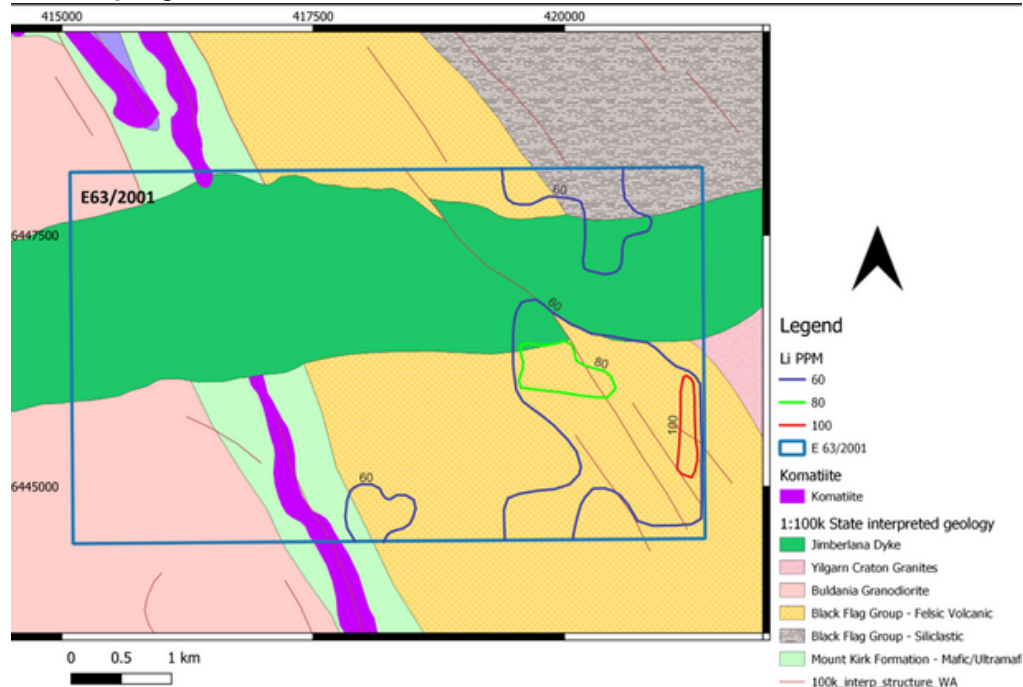 415000
417500
420000
60
E63/2001
6447500
60
80
100
60
6445000
Legend
Li PPM
60
80
100
E 63/2001
Komatiite
Komatiite
1:100k State interpreted geology
Jimberlana Dyke
Yilgarn Craton Granites
Buldania Granodiorite
Black Flag Group - Felsic Volcanic
Black Flag Group - Siliclastic
Mount Kirk Formation - Mafic/Ultramafi
100k_interp_structure_WA
0 0.5 1 km